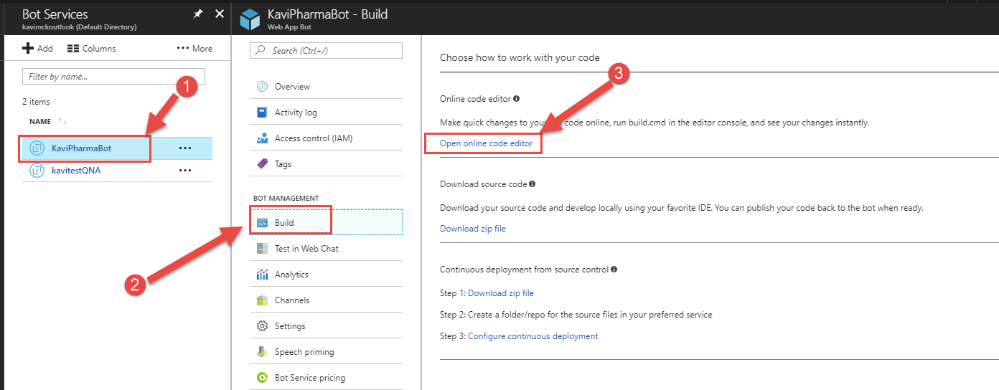 Bot Services
kavimckoutlook (Default Directory)
Add
Columns
More
Filter by name...
1
2 items
NAME
KaviPharmaBot
kavitestQNA
2
KaviPharmaBot - Build
Web App Bot
Search (Ctrl+/)
Overview
Activity log
Access control (IAM)
Tags
BOT MANAGEMENT
Build
Test in Web Chat
Analytics
Channels
Settings
Speech priming
Bot Service pricing
Choose how to work with your code
3
Online code editor
Make quick changes to your code online, run build.cmd in the editor console, and see your changes instantly.
Open online code editor
Download source code
Download your source code and develop locally using your favorite IDE. You can publish your code back to the bot when ready.
Download zip file
Continuous deployment from source control
Step 1: Download zip file
Step 2: Create a folder/repo for the source files in your preferred service
Step 3: Configure continuous deployment